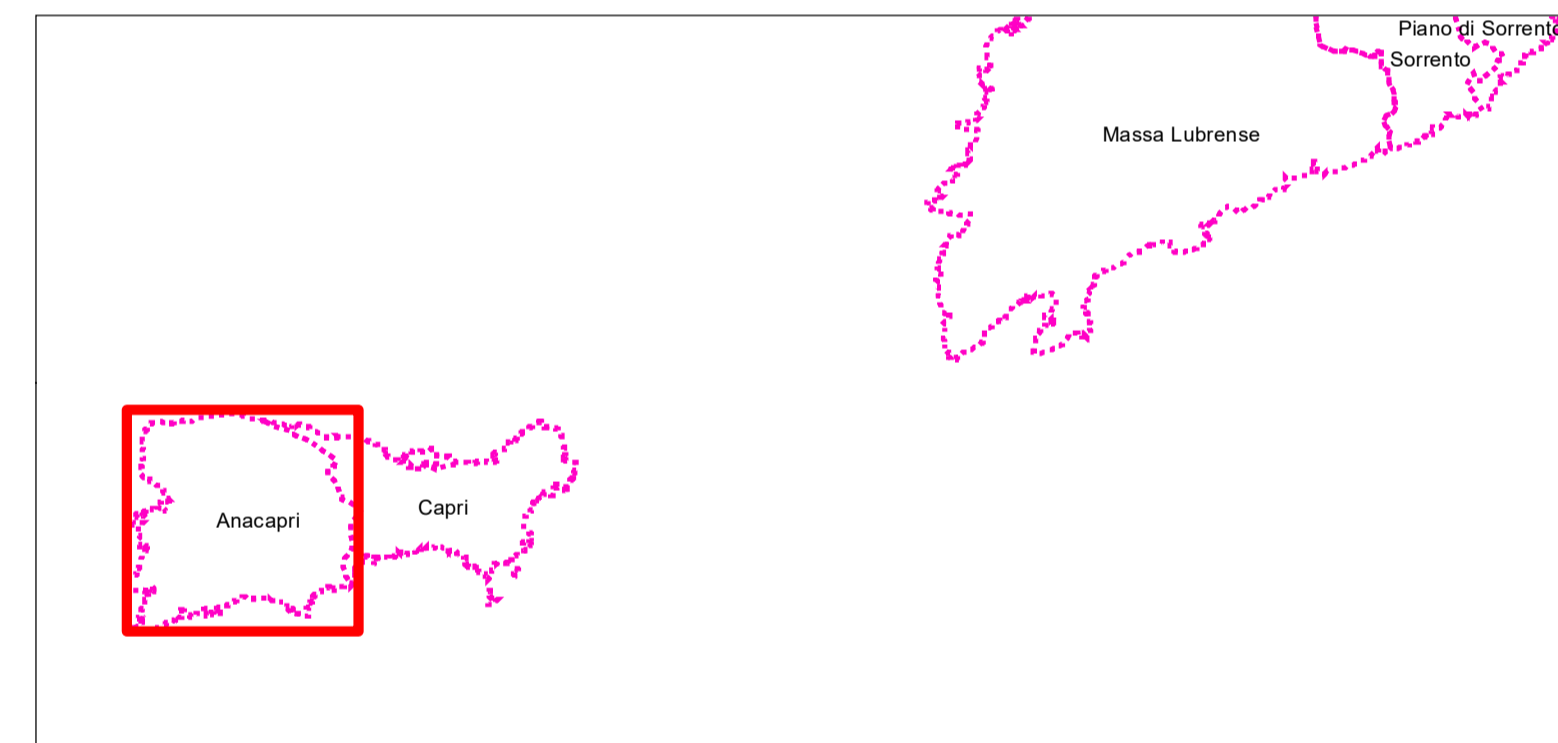 Piano di Sorrento
Sorrento
Massa Lubrense
Capri
Anacapri